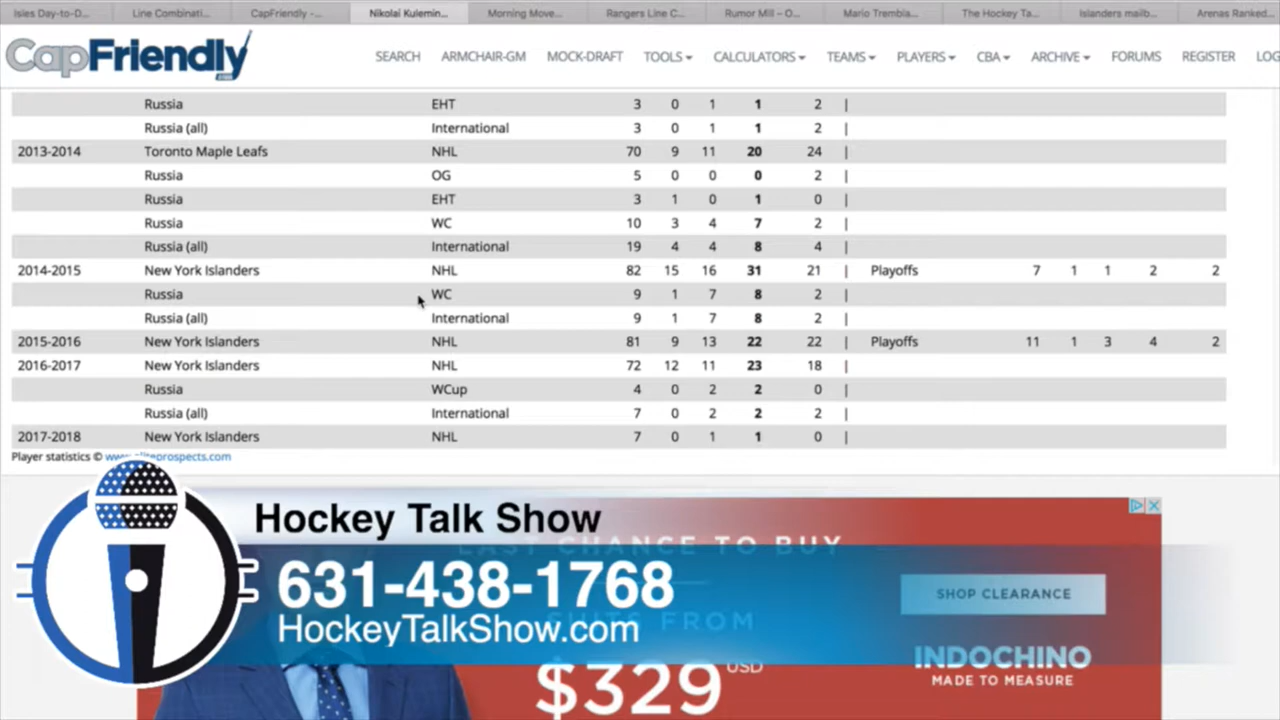 Isles Day-to-D... Line Combinati... CapFriendly -... Nikolai Kulemin... Morning Move... Rangers Line C... Rumor Mill – O... Mario Trembla... The Hockey Ta... Islanders mailb... Arenas Ranked...
CapFriendly SEARCH ARMCHAIR-GM MOCK-DRAFT TOOLS CALCULATORS TEAMS PLAYERS CBA ARCHIVE FORUMS REGISTER LOG
Russia EHT 3 0 1 1 2 |
Russia (all) International 3 0 1 1 2 |
2013-2014 Toronto Maple Leafs NHL 70 9 11 20 24 |
Russia OG 5 0 0 0 2 |
Russia EHT 3 1 0 1 0 |
Russia WC 10 3 4 7 2 |
Russia (all) International 19 4 4 8 4 |
2014-2015 New York Islanders NHL 82 15 16 31 21 | Playoffs 7 1 1 2 2
Russia WC 9 1 7 8 2 |
Russia (all) International 9 1 7 8 2 |
2015-2016 New York Islanders NHL 81 9 13 22 22 | Playoffs 11 1 3 4 2
2016-2017 New York Islanders NHL 72 12 11 23 18 |
Russia WCup 4 0 2 2 0 |
Russia (all) International 7 0 2 2 2 |
2017-2018 New York Islanders NHL 7 0 1 1 0 |
Player statistics © www.eliteprospects.com
Hockey Talk Show
LAST CHANCE TO BUY
631-438-1768
SHOP CLEARANCE
SUITS FROM
HockeyTalkShow.com
INDOCHINO
MADE TO MEASURE
$329 USD